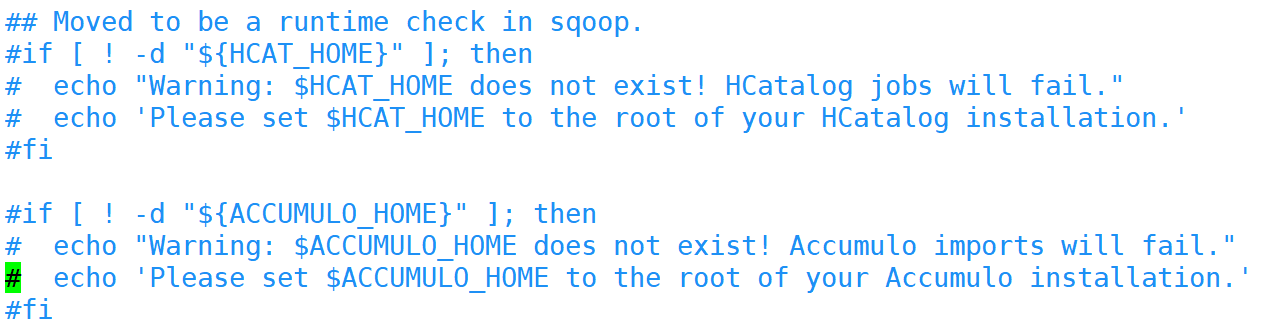 ## Moved to be a runtime check in sqoop.
#if [ ! -d "${HCAT_HOME}" ]; then
#  echo "Warning: $HCAT_HOME does not exist! HCatalog jobs will fail."
#  echo 'Please set $HCAT_HOME to the root of your HCatalog installation.'
#fi

#if [ ! -d "${ACCUMULO_HOME}" ]; then
#  echo "Warning: $ACCUMULO_HOME does not exist! Accumulo imports will fail."
#  echo 'Please set $ACCUMULO_HOME to the root of your Accumulo installation.'
#fi